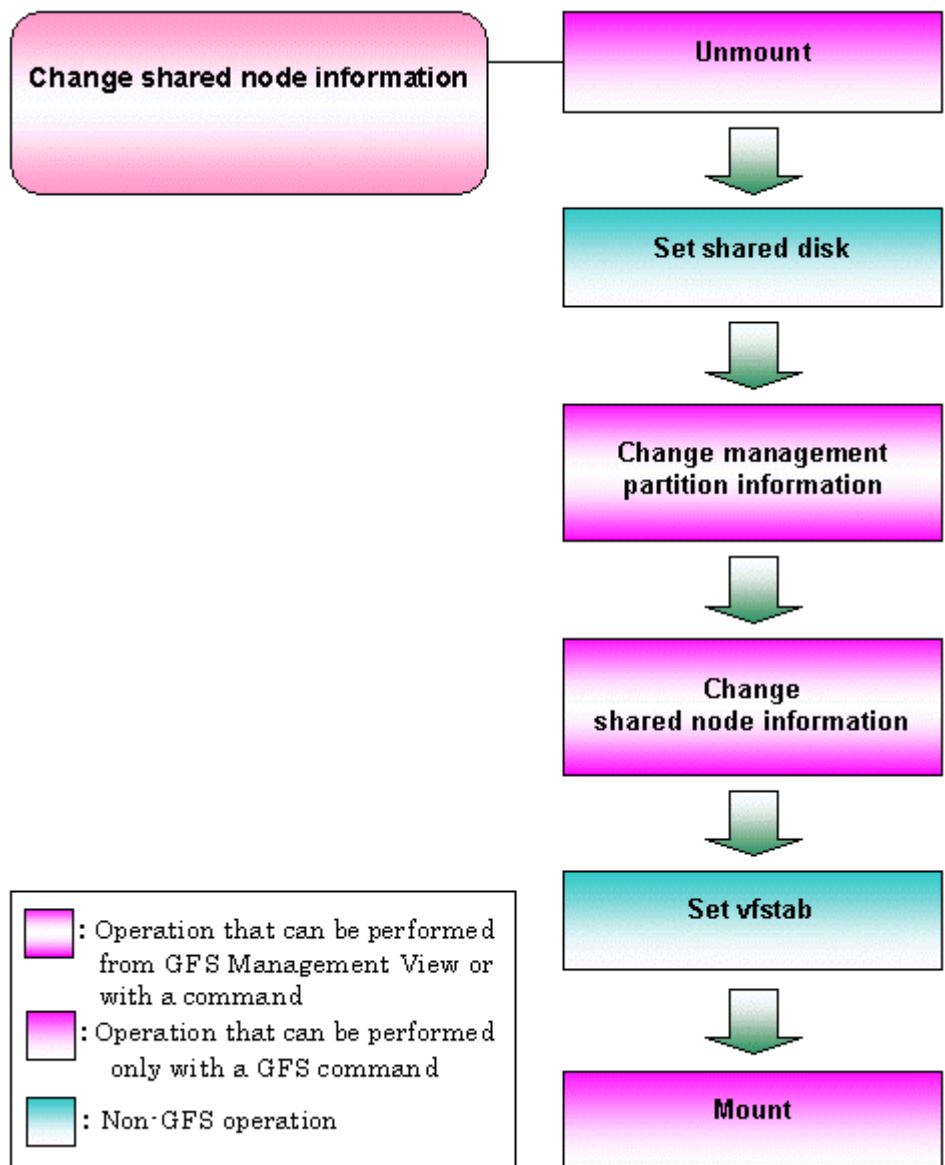 Change shared node information
Unmount
Set shared disk
Change management
partition information
Change
shared node information
Set vfstab
Mount
: Operation that can be performed
from GFS Management View or
with a command
: Operation that can be performed
only with a GFS command
: Non-GFS operation